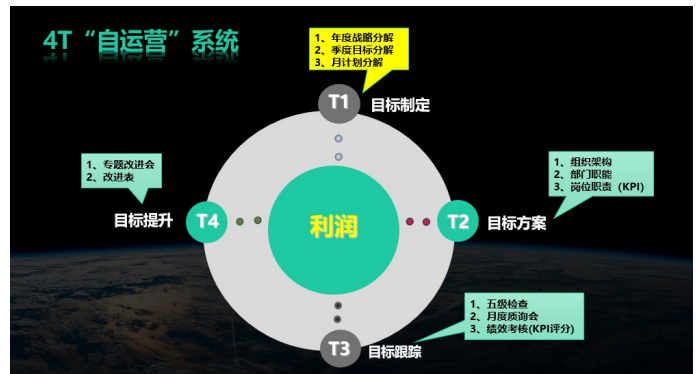 4T“自运营”系统
1、年度战略分解
2、季度目标分解
3、月计划分解
T1
目标制定
1、专题改进会
2、改进表
1、组织架构
2、部门职能
3、岗位职责（KPI）
目标提升
T4
利润
T2
目标方案
1、五级检查
2、月度质询会
3、绩效考核(KPI评分)
T3
目标跟踪